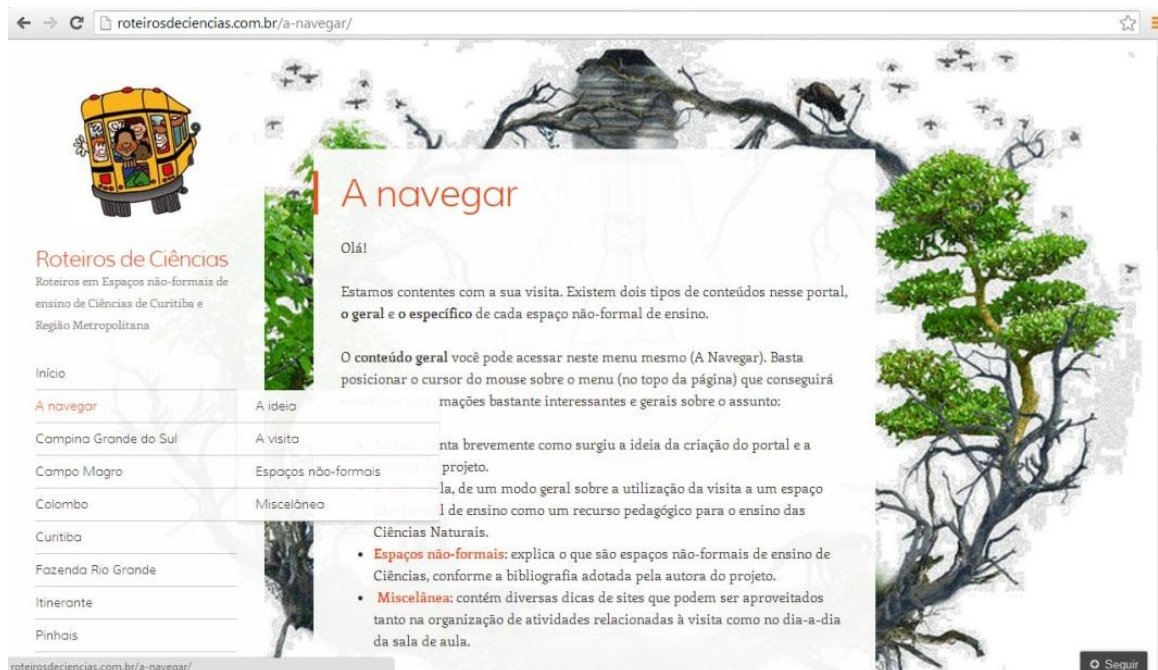 roteirosdeciencias.com.br/a-navegar/
Roteiros de Ciências
Roteiros em Espaços não-formais de
ensino de Ciências de Curitiba e
Região Metropolitana
Início
A navegar
Campina Grande do Sul
Campo Magro
Colombo
Curitiba
Fazenda Rio Grande
Itinerante
Pinhais
A ideia
A visita
Espaços não-formais
Miscelânea
A navegar
Olá!
Estamos contentes com a sua visita. Existem dois tipos de conteúdos nesse portal,
o geral e o específico de cada espaço não-formal de ensino.
O conteúdo geral você pode acessar neste menu mesmo (A Navegar). Basta
posicionar o cursor do mouse sobre o menu (no topo da página) que conseguirá
mações bastante interessantes e gerais sobre o assunto:
nta brevemente como surgiu a ideia da criação do portal e a
projeto.
la, de um modo geral sobre a utilização da visita a um espaço
l de ensino como um recurso pedagógico para o ensino das
Ciências Naturais.
• Espaços não-formais: explica o que são espaços não-formais de ensino de
Ciências, conforme a bibliografia adotada pela autora do projeto.
• Miscelânea: contém diversas dicas de sites que podem ser aproveitados
tanto na organização de atividades relacionadas à visita como no dia-a-dia
da sala de aula.
roteirosdeciencias.com.br/a-navegar/
Seguir